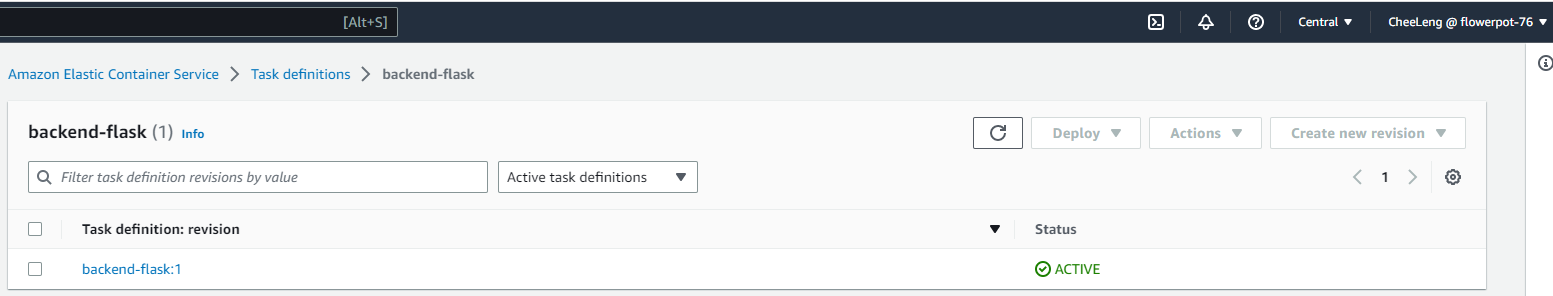 [Alt+S] Central CheeLeng @ flowerpot-76
Amazon Elastic Container Service Task definitions backend-flask
backend-flask (1) Info Deploy Actions Create new revision
Filter task definition revisions by value Active task definitions 1
Task definition: revision Status
backend-flask:1 ACTIVE